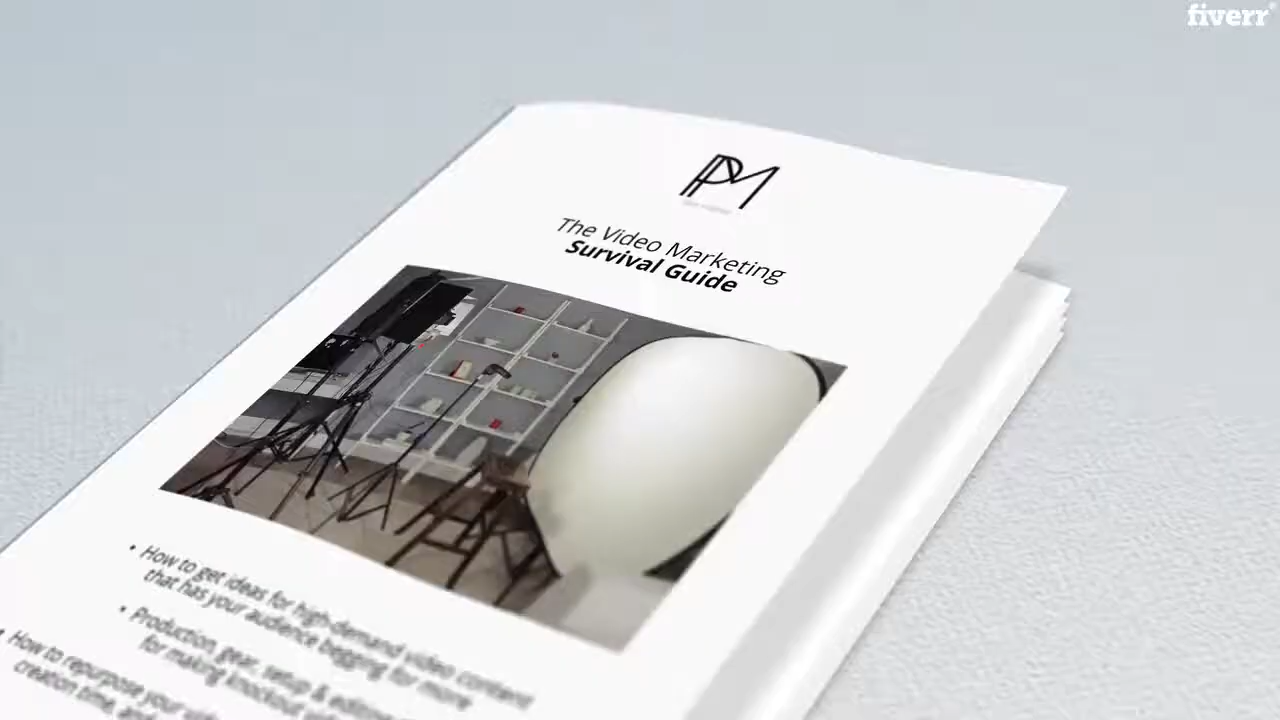 fiverr®
PM
The Video Marketing
Survival Guide
• How to get ideas for high-demand video content
that has your audience begging for more
• Production, gear, setup &
for making knockout
• How to repurpose your
creation time, and